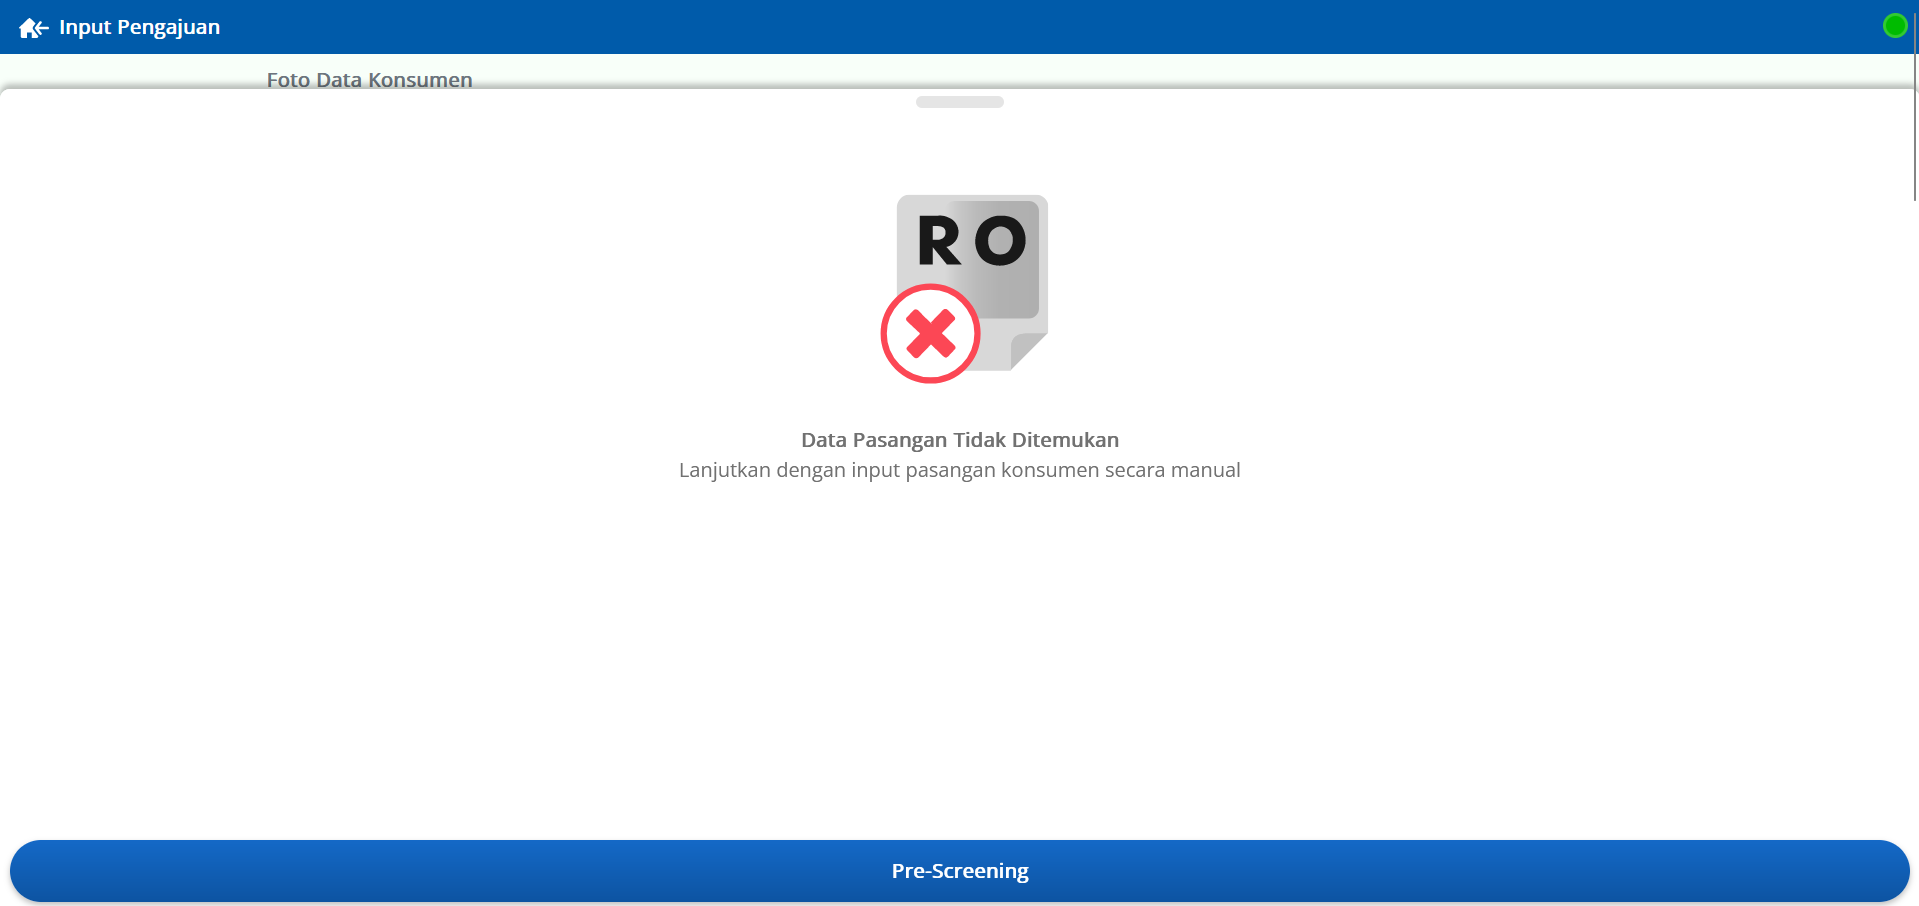 Input Pengajuan
Foto Data Konsumen
RO
Data Pasangan Tidak Ditemukan
Lanjutkan dengan input pasangan konsumen secara manual
Pre-Screening